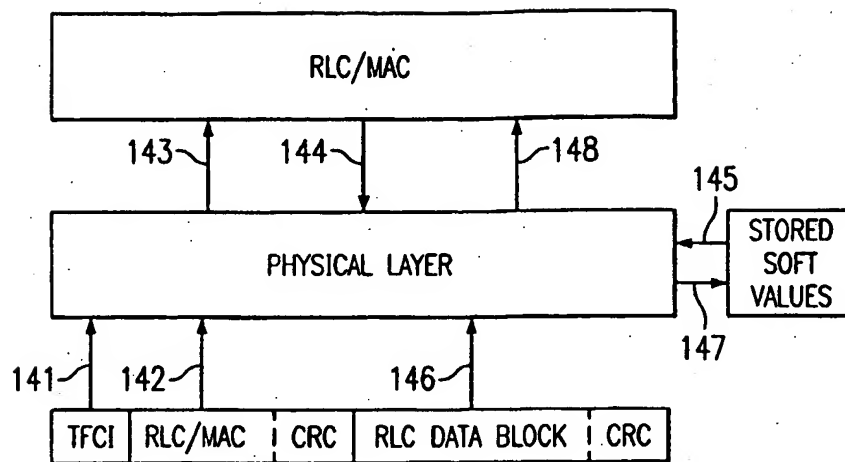 RLC/MAC
143
144
148
145
PHYSICAL LAYER
STORED
SOFT
VALUES
147
141
142
146
TFCI RLC/MAC CRC RLC DATA BLOCK CRC